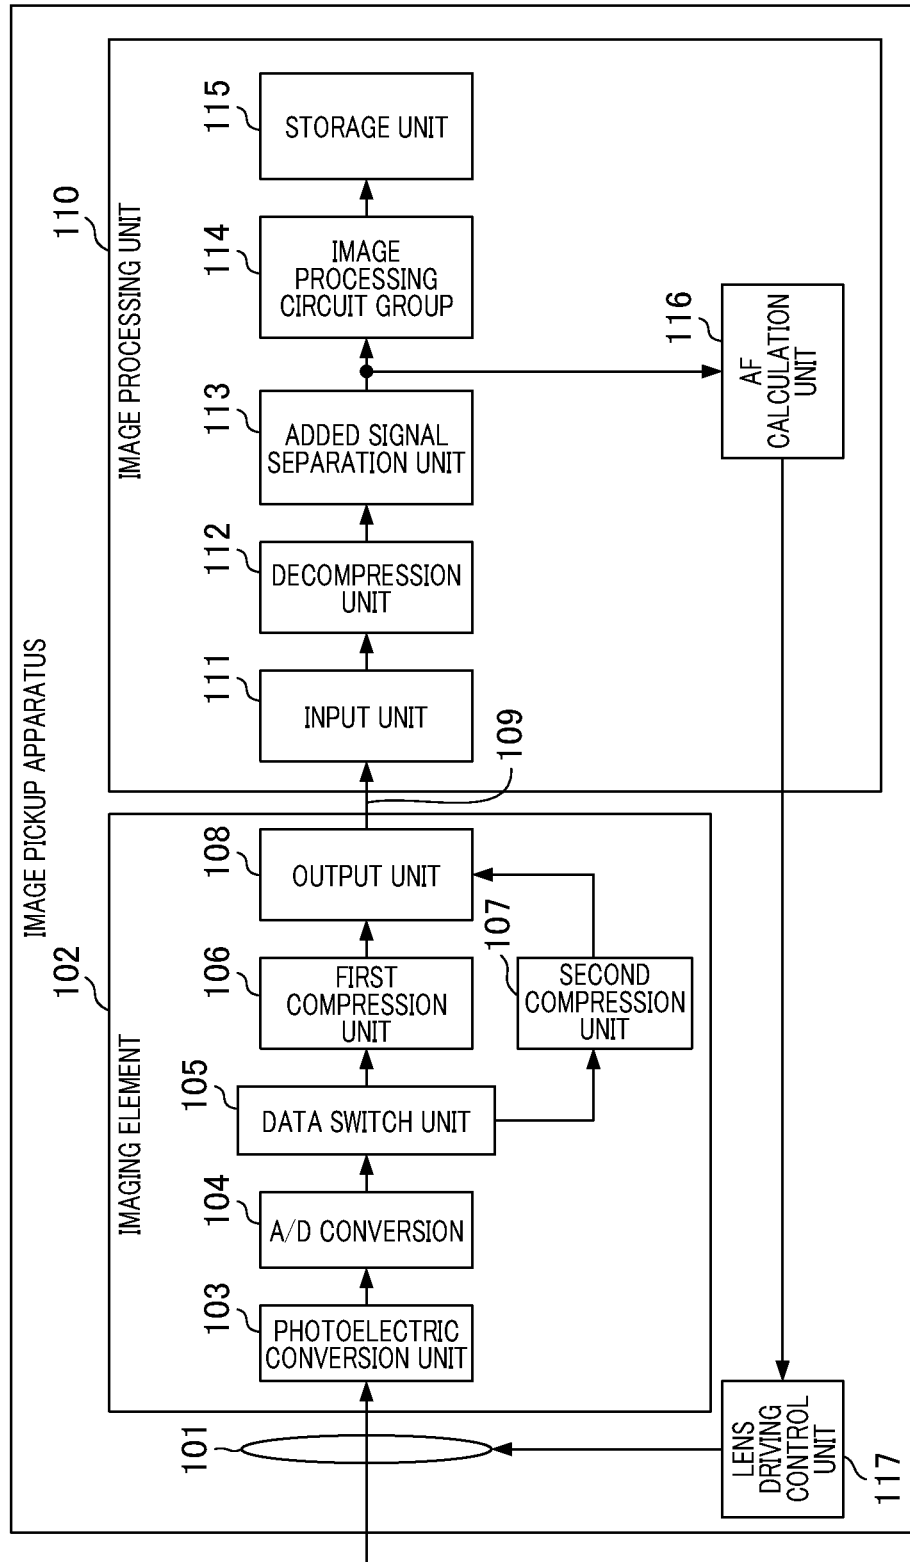 IMAGE PICKUP APPARATUS
102
IMAGING ELEMENT
101
103
PHOTOELECTRIC
CONVERSION UNIT
104
A/D CONVERSION
105
DATA SWITCH UNIT
106
FIRST
COMPRESSION
UNIT
107
SECOND
COMPRESSION
UNIT
108
OUTPUT UNIT
109
110
IMAGE PROCESSING UNIT
111
INPUT UNIT
112
DECOMPRESSION
UNIT
113
ADDED SIGNAL
SEPARATION UNIT
114
IMAGE
PROCESSING
CIRCUIT GROUP
115
STORAGE UNIT
116
AF
CALCULATION
UNIT
LENS
DRIVING
CONTROL
UNIT
117